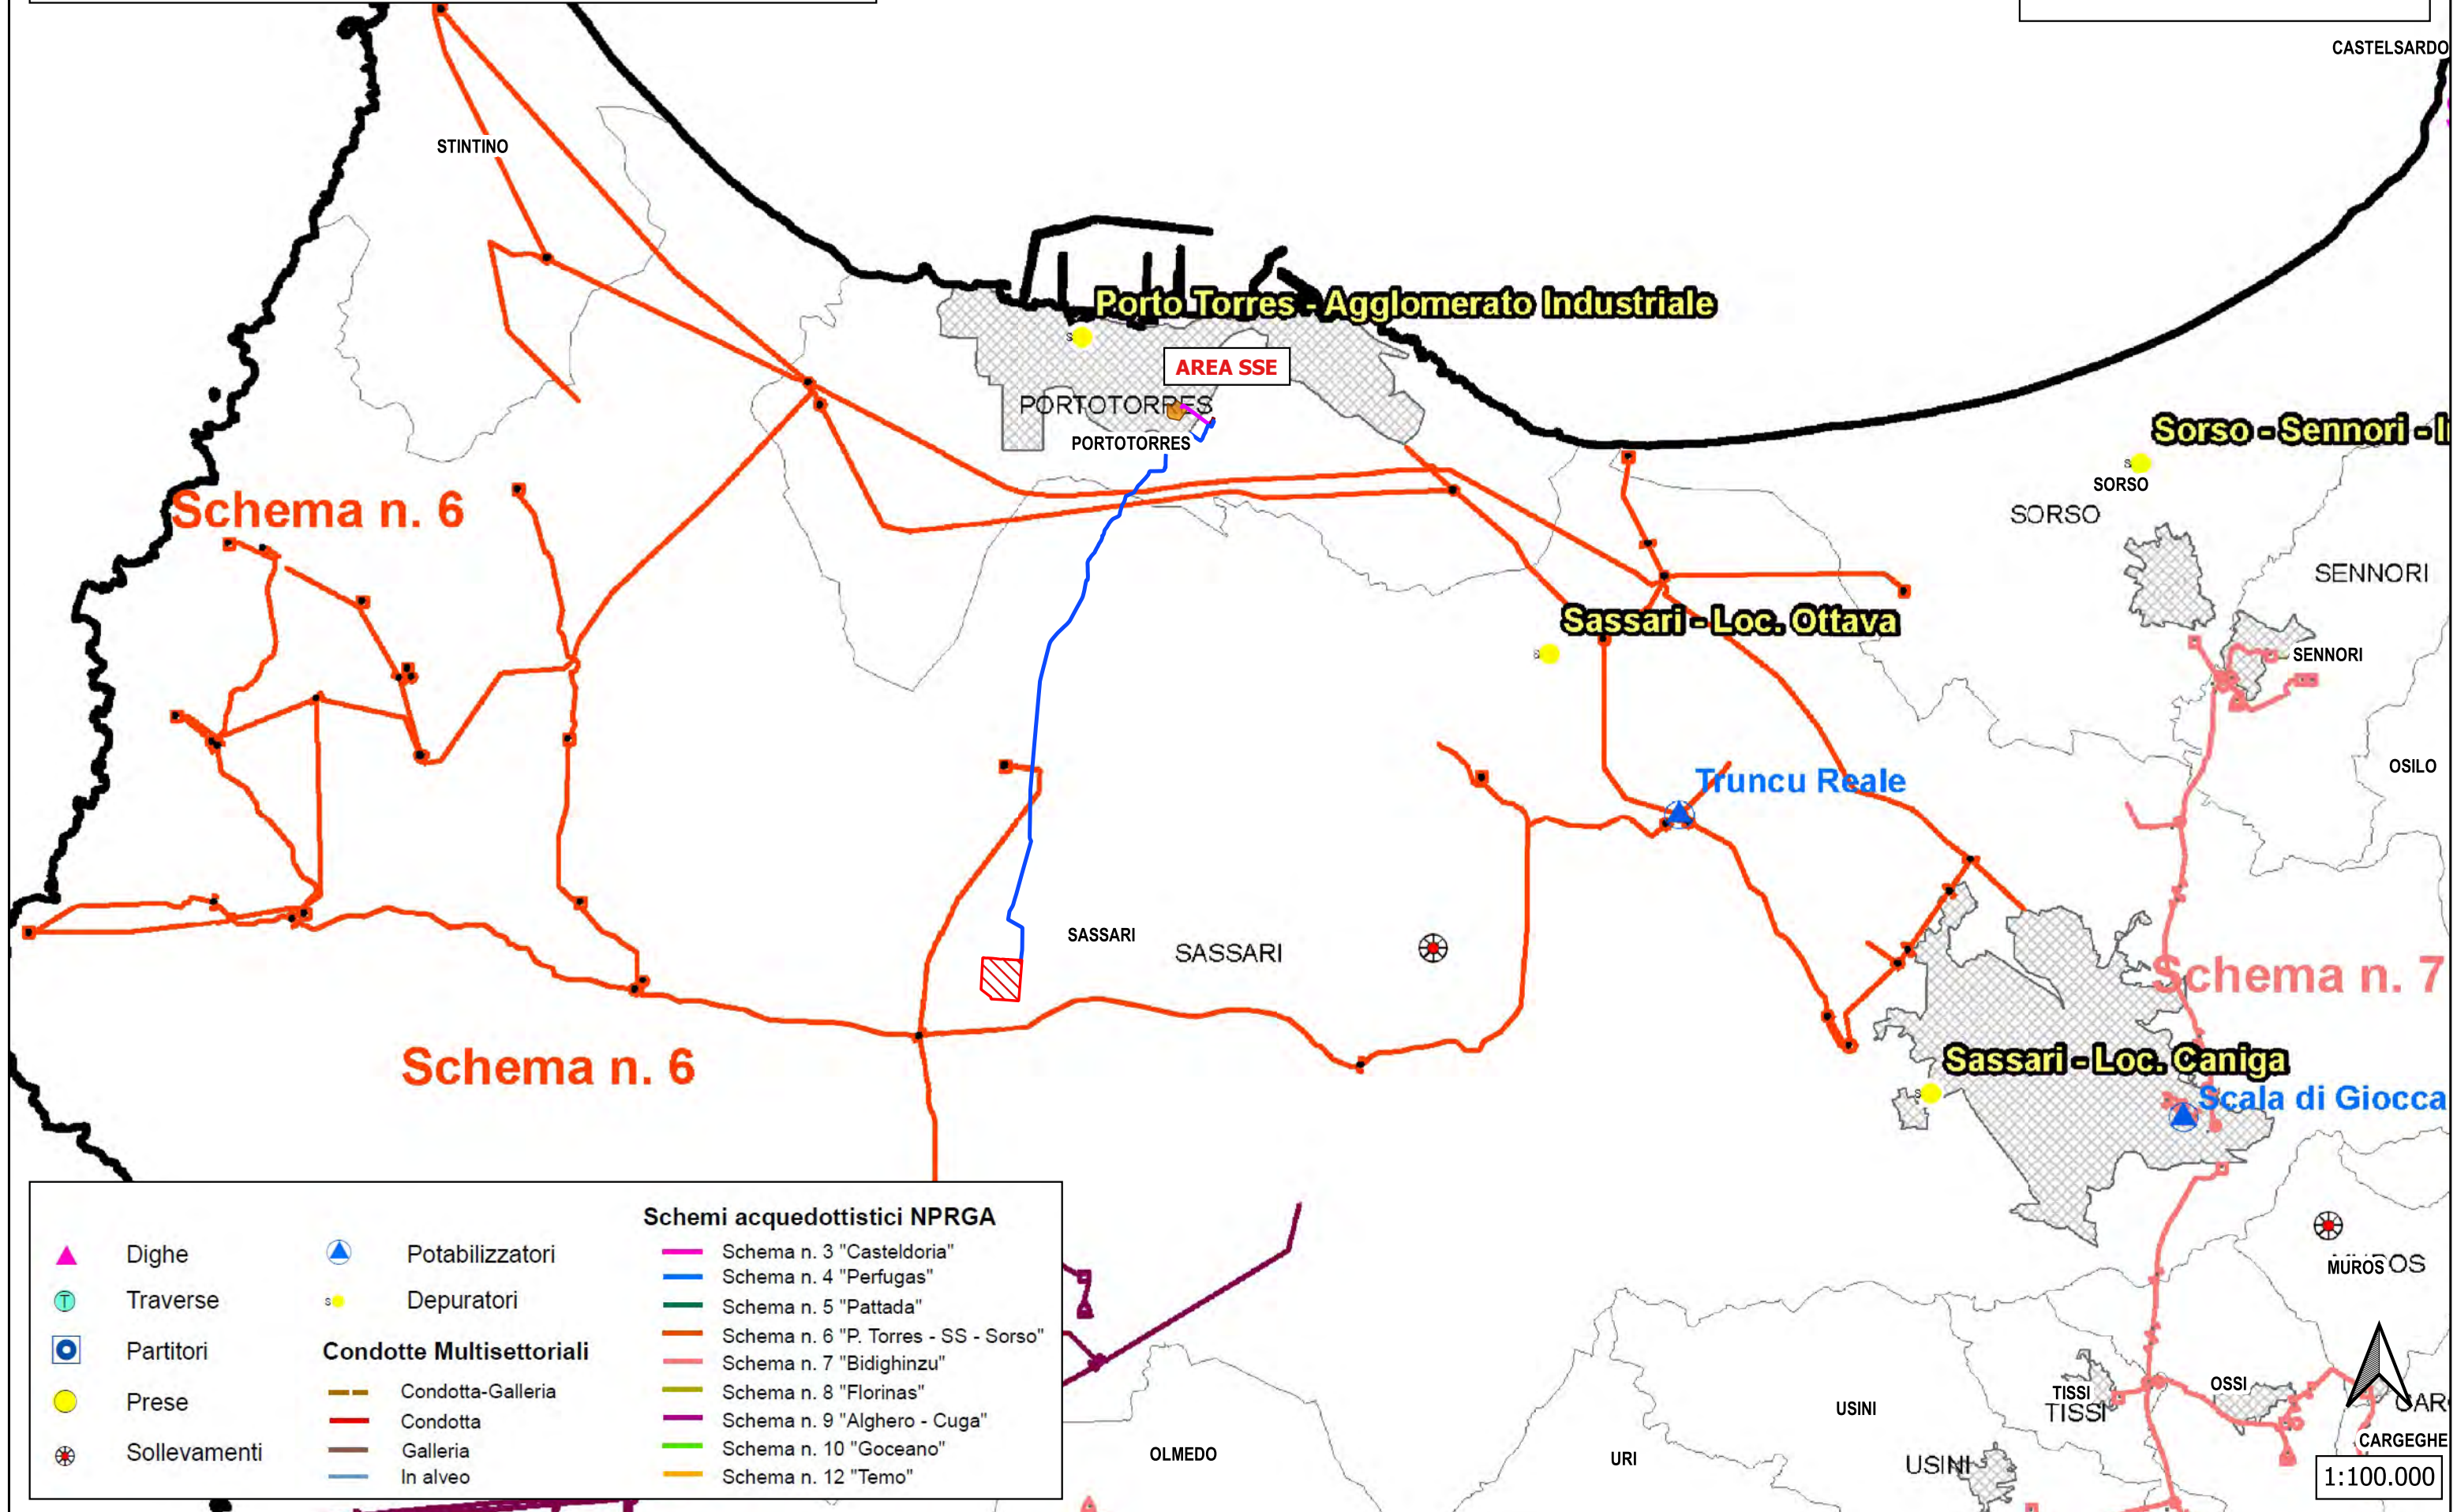 CASTELSARDO
STINTINO
Porto Torres - Agglomerato Industriale
S
AREA SSE
PORTOTORRES
PORTOTORRES
Sorso - Sennori - I
S
SORSO
SORSO
Schema n. 6
SENNORI
Sassari - Loc. Ottava
S
SENNORI
OSILO
Truncu Reale
SASSARI
SASSARI
Schema n. 7
Schema n. 6
Sassari - Loc. Caniga
S
Scala di Giocca
MUROS
OS
TISSI
TISSI
OSSI
CAR
USINI
USINI
URI
OLMEDO
CARGEGHE
1:100.000
Dighe
Traverse
T
Partitori
Prese
Sollevamenti
Potabilizzatori
S
Depuratori
Condotte Multisettoriali
Condotta-Galleria
Condotta
Galleria
In alveo
Schemi acquedottistici NPRGA
Schema n. 3 "Casteldoria"
Schema n. 4 "Perfugas"
Schema n. 5 "Pattada"
Schema n. 6 "P. Torres - SS - Sorso"
Schema n. 7 "Bidighinzu"
Schema n. 8 "Florinas"
Schema n. 9 "Alghero - Cuga"
Schema n. 10 "Goceano"
Schema n. 12 "Temo"